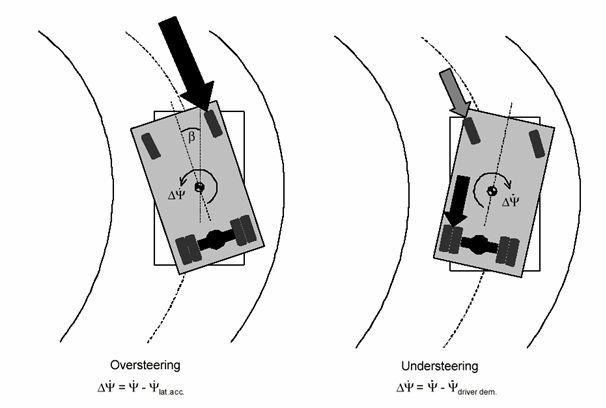 β
ΔΨ̇ ΔΨ̇
Oversteering Understeering
ΔΨ̇ = Ψ̇ - Ψ̇lat.acc. ΔΨ̇ = Ψ̇ - Ψ̇driver dem.